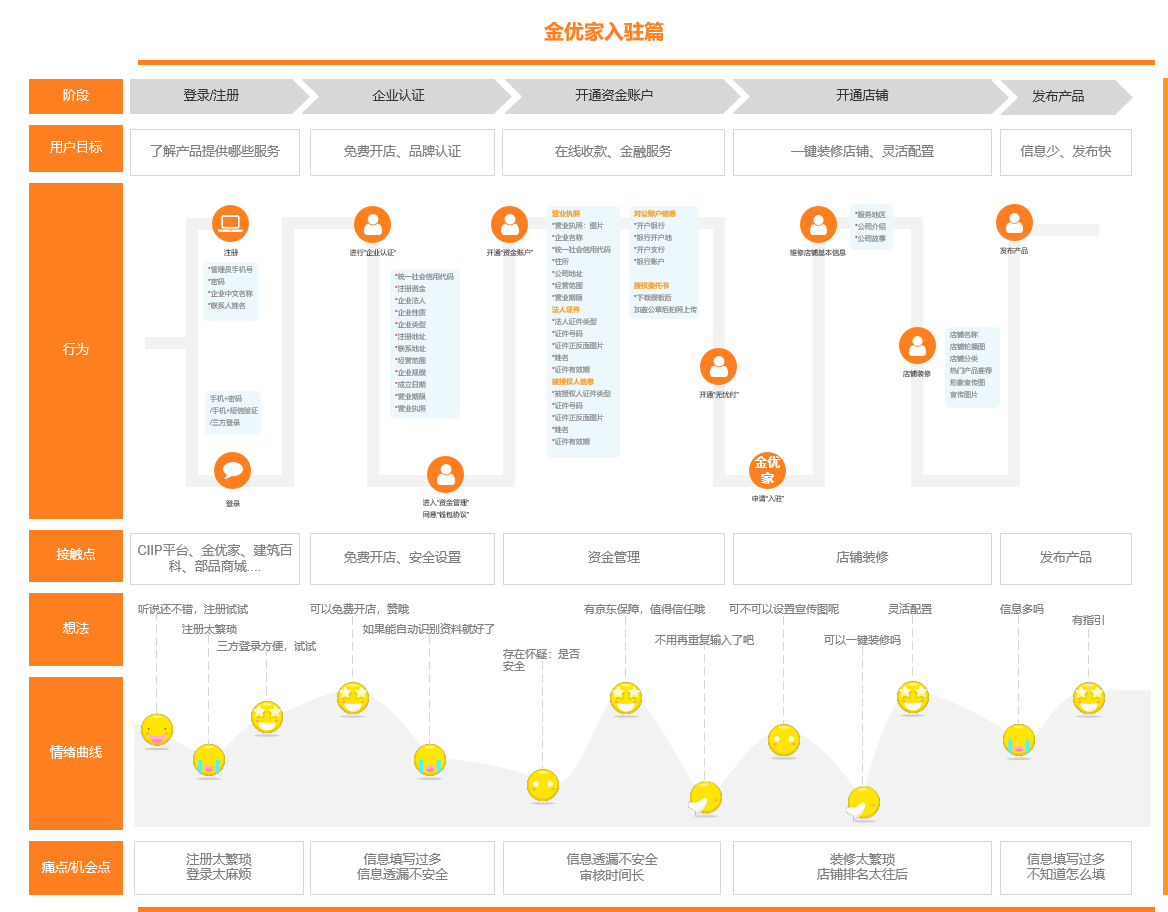 金优家入驻篇
阶段
登录/注册
企业认证
开通资金账户
开通店铺
发布产品
用户目标
了解产品提供哪些服务
免费开店、品牌认证
在线收款、金融服务
一键装修店铺、灵活配置
信息少、发布快
行为
注册
*管理员手机号
*密码
*企业中文名称
*联系人姓名
手机+密码
/手机+短信验证
/三方登录
登录
进行"企业认证"
*统一社会信用代码
*注册资金
*企业法人
*企业性质
*企业类型
*注册地址
*联系地址
*经营范围
*企业规模
*成立日期
*营业期限
*营业执照
进入"资金管理"
同意"钱包协议"
开通"资金账户"
营业执照
*营业执照：图片
*企业名称
*统一社会信用代码
*住所
*公司地址
*经营范围
*营业期限
法人证件
*法人证件类型
*证件号码
*证件正反面图片
*姓名
*证件有效期
被授权人信息
*被授权人证件类型
*证件号码
*证件正反面图片
*姓名
*证件有效期
对公账户信息
*开户银行
*银行开户地
*开户支行
*银行账户
授权委托书
*下载模板后
加盖公章后拍照上传
开通"无忧付"
金优
家
申请"入驻"
维修店铺基本信息
*服务地区
*公司介绍
*公司故事
店铺装修
店铺名称
店铺轮播图
店铺分类
热门产品推荐
形象宣传图
宣传图片
发布产品
接触点
CIIP平台、金优家、建筑百
科、部品商城....
免费开店、安全设置
资金管理
店铺装修
发布产品
想法
听说还不错，注册试试
注册太繁琐
三方登录方便，试试
可以免费开店，赞哦
如果能自动识别资料就好了
存在怀疑：是否
安全
有京东保障，值得信任哦
不用再重复输入了吧
可不可以设置宣传图呢
可以一键装修吗
灵活配置
信息多吗
有指引
情绪曲线
痛点/机会点
注册太繁琐
登录太麻烦
信息填写过多
信息透漏不安全
信息透漏不安全
审核时间长
装修太繁琐
店铺排名太往后
信息填写过多
不知道怎么填